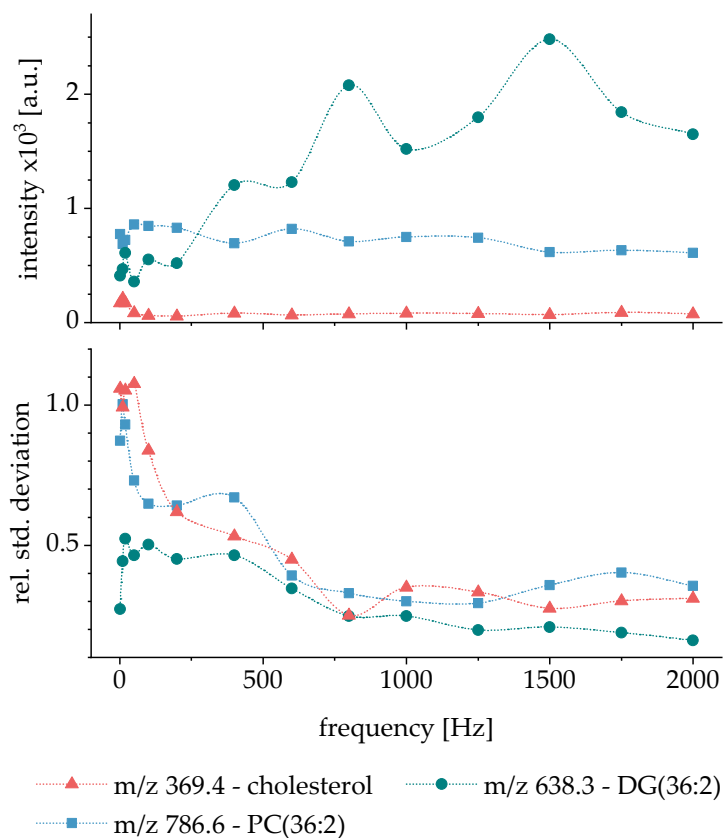 intensity x10³ [a.u.]
2
1
0
rel. std. deviation
1.0
0.5
0 500 1000 1500 2000
frequency [Hz]
m/z 369.4 - cholesterol m/z 638.3 - DG(36:2)
m/z 786.6 - PC(36:2)